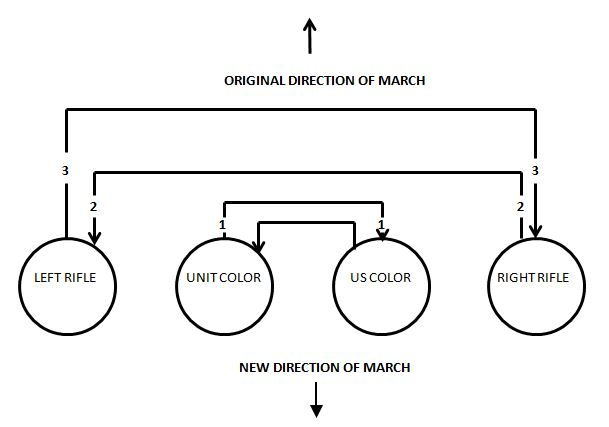 ORIGINAL DIRECTION OF MARCH
3
3
2
2
1
1
LEFT RIFLE
UNIT COLOR
US COLOR
RIGHT RIFLE
NEW DIRECTION OF MARCH